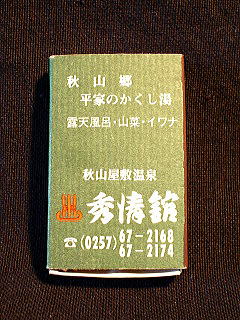 秋山郷
平家のかくし湯
露天風呂・山菜・イワナ
秋山屋敷温泉
秀清館
☎(0257) 67-2168
67-2174